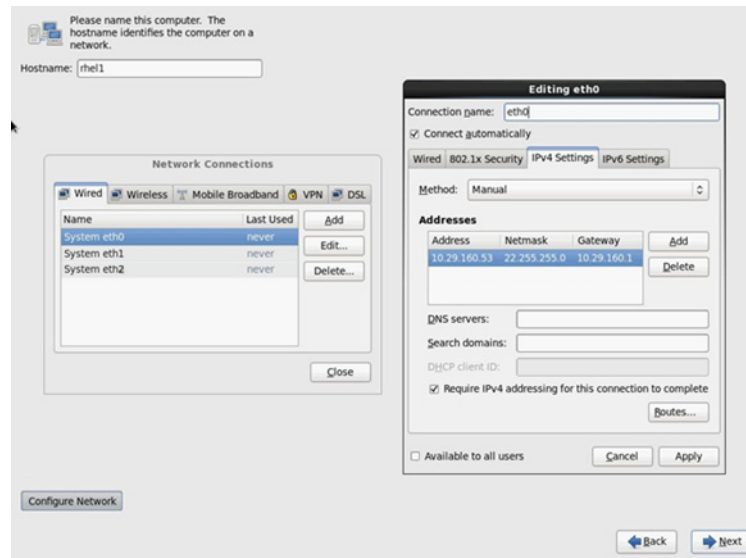 Please name this computer. The
hostname identifies the computer on a
network.
Hostname: rhel1
Network Connections
Wired Wireless Mobile Broadband VPN DSL
Name Last Used
System eth0 never
System eth1 never
System eth2 never
Add
Edit...
Delete...
Close
Configure Network
Editing eth0
Connection name: eth0
Connect automatically
Wired 802.1x Security IPv4 Settings IPv6 Settings
Method: Manual
Addresses
Address Netmask Gateway
10.29.160.53 22.255.255.0 10.29.160.1
Add
Delete
DNS servers:
Search domains:
DHCP client ID:
Require IPv4 addressing for this connection to complete
Routes...
Available to all users
Cancel Apply
Back Next